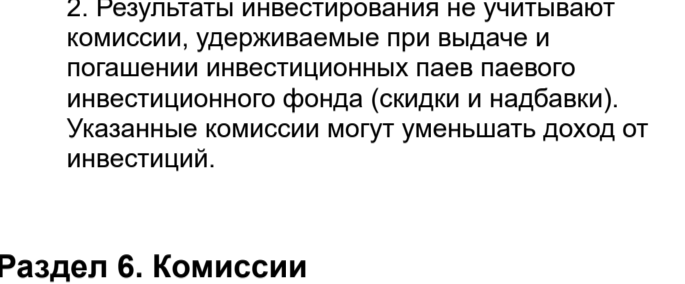 2. Результаты инвестирования не учитывают
комиссии, удерживаемые при выдаче и
погашении инвестиционных паев паевого
инвестиционного фонда (скидки и надбавки).
Указанные комиссии могут уменьшать доход от
инвестиций.
Раздел 6. Комиссии